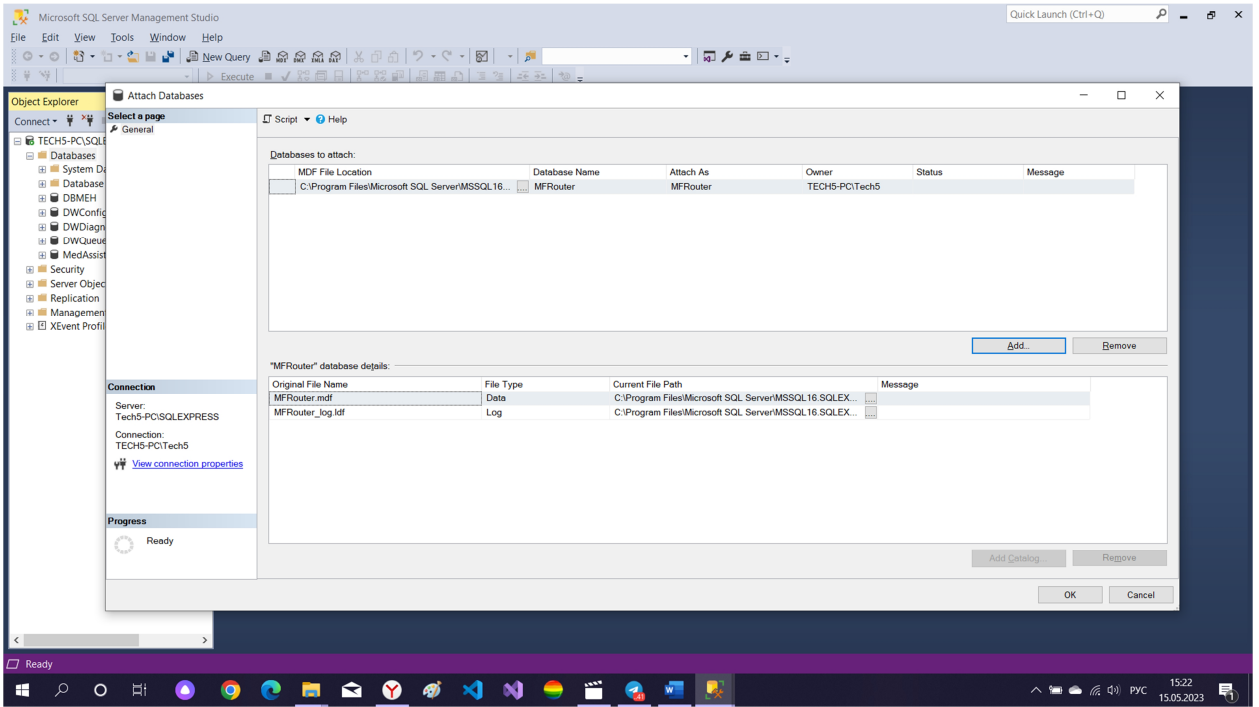 Microsoft SQL Server Management Studio
Quick Launch (Ctrl+Q)
File Edit View Tools Window Help
New Query
Execute
Object Explorer
Connect
TECH5-PC\SQLE
Databases
System Da
Database
DBMEH
DWConfig
DWDiagn
DWQueue
MedAssist
Security
Server Objec
Replication
Managemen
XEvent Profil
Attach Databases
Select a page
General
Script Help
Databases to attach:
MDF File Location Database Name Attach As Owner Status Message
C:\Program Files\Microsoft SQL Server\MSSQL16... ... MFRouter MFRouter TECH5-PC\Tech5
Add... Remove
"MFRouter" database details:
Original File Name File Type Current File Path Message
MFRouter.mdf Data C:\Program Files\Microsoft SQL Server\MSSQL16.SQLEX... ...
MFRouter_log.ldf Log C:\Program Files\Microsoft SQL Server\MSSQL16.SQLEX... ...
Connection
Server:
Tech5-PC\SQLEXPRESS
Connection:
TECH5-PC\Tech5
View connection properties
Progress
Ready
Add Catalog... Remove
OK Cancel
Ready
РУС
15:22
15.05.2023